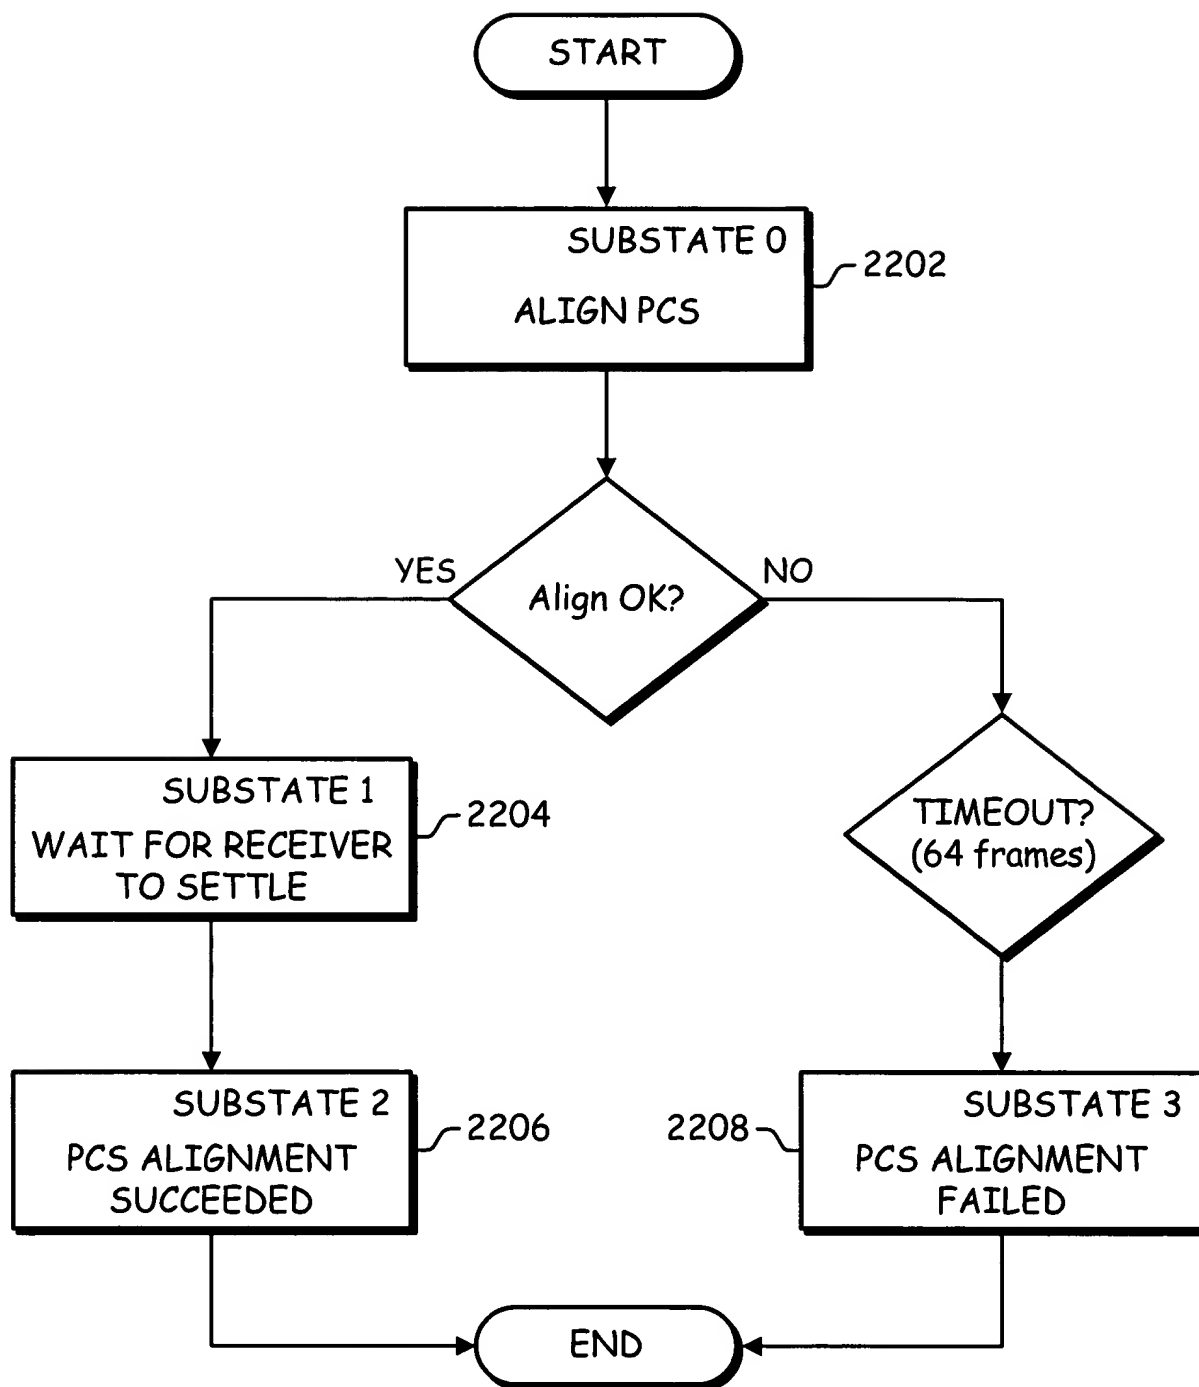 START
SUBSTATE 0
ALIGN PCS
2202
YES
Align OK?
NO
SUBSTATE 1
WAIT FOR RECEIVER
TO SETTLE
2204
TIMEOUT?
(64 frames)
SUBSTATE 2
PCS ALIGNMENT
SUCCEEDED
2206
2208
SUBSTATE 3
PCS ALIGNMENT
FAILED
END